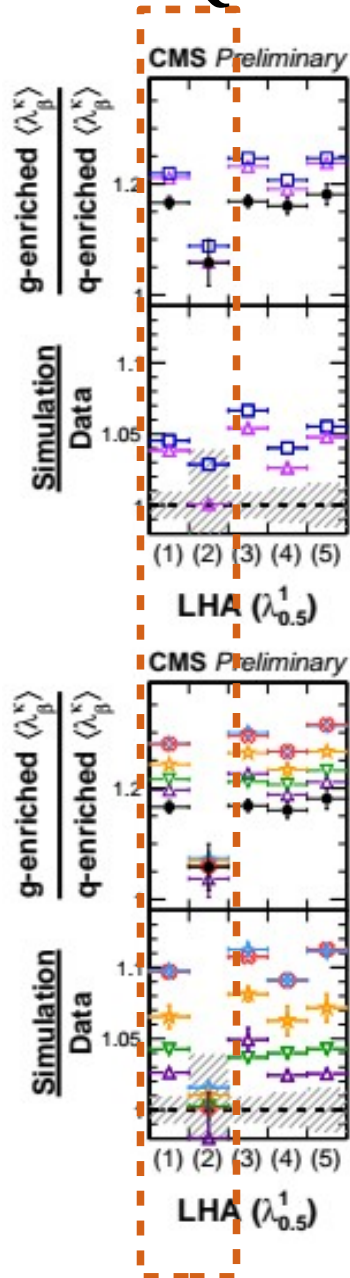 CMS Preliminary
g-enriched ⟨λ^κ_β⟩
q-enriched ⟨λ^κ_β⟩
1.2
1
Simulation
Data
1.1
1.05
1
(1) (2) (3) (4) (5)
LHA (λ^1_0.5)
CMS Preliminary
g-enriched ⟨λ^κ_β⟩
q-enriched ⟨λ^κ_β⟩
1.2
1
Simulation
Data
1.1
1.05
1
(1) (2) (3) (4) (5)
LHA (λ^1_0.5)